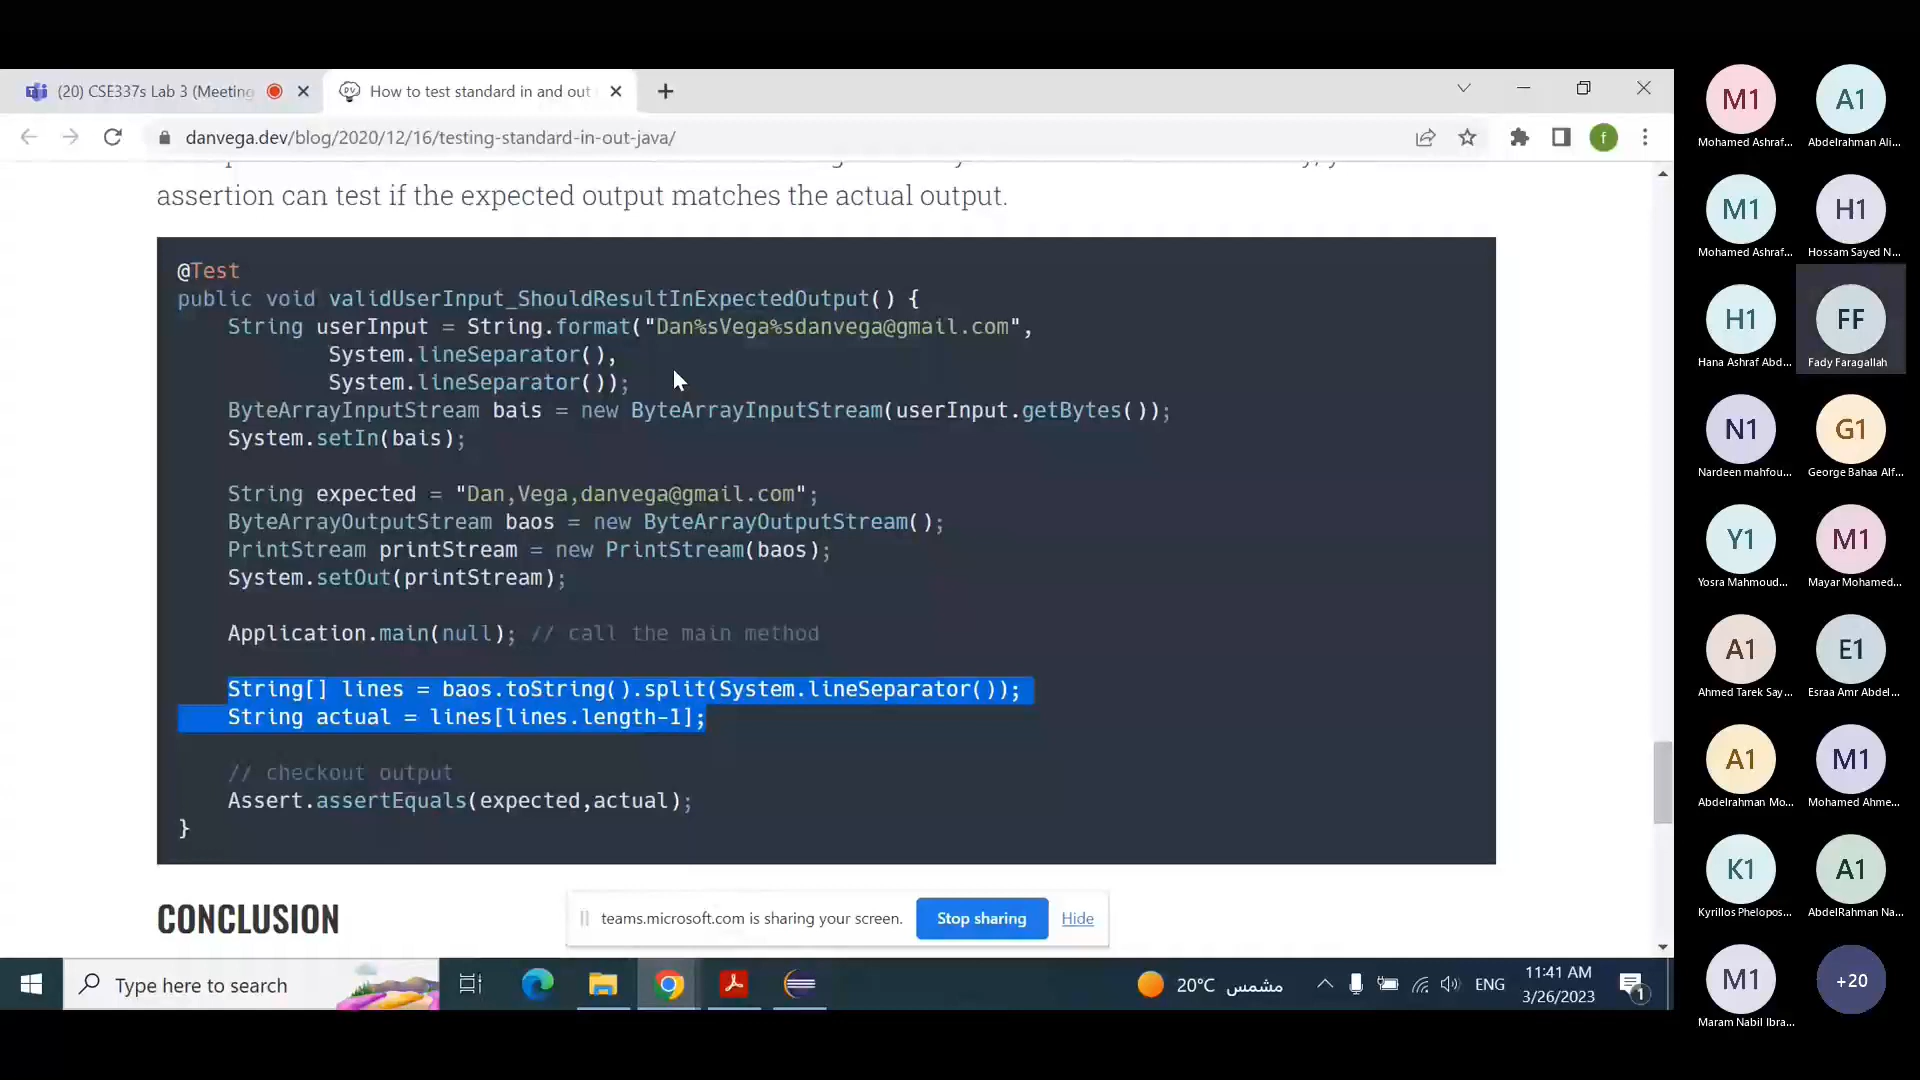 (20) CSE337s Lab 3 (Meeting
How to test standard in and out
danvega.dev/blog/2020/12/16/testing-standard-in-out-java/
f
assertion can test if the expected output matches the actual output.
@Test
public void validUserInput_ShouldResultInExpectedOutput() {
String userInput = String.format("Dan%sVega%sdanvega@gmail.com",
System.lineSeparator(),
System.lineSeparator());
ByteArrayInputStream bais = new ByteArrayInputStream(userInput.getBytes());
System.setIn(bais);
String expected = "Dan,Vega,danvega@gmail.com";
ByteArrayOutputStream baos = new ByteArrayOutputStream();
PrintStream printStream = new PrintStream(baos);
System.setOut(printStream);
Application.main(null); // call the main method
String[] lines = baos.toString().split(System.lineSeparator());
String actual = lines[lines.length-1];
// checkout output
Assert.assertEquals(expected,actual);
}
CONCLUSION
teams.microsoft.com is sharing your screen.
Stop sharing
Hide
Type here to search
20°C مشمس
ENG
11:41 AM
3/26/2023
1
M1
A1
Mohamed Ashraf...
Abdelrahman Ali...
M1
H1
Mohamed Ashraf...
Hossam Sayed N...
H1
FF
Hana Ashraf Abd...
Fady Faragallah
N1
G1
Nardeen mahfou...
George Bahaa Alf...
Y1
M1
Yosra Mahmoud...
Mayar Mohamed...
A1
E1
Ahmed Tarek Say...
Esraa Amr Abdel...
A1
M1
Abdelrahman Mo...
Mohamed Ahme...
K1
A1
Kyrillos Phelopos...
AbdelRahman Na...
M1
+20
Maram Nabil Ibra...